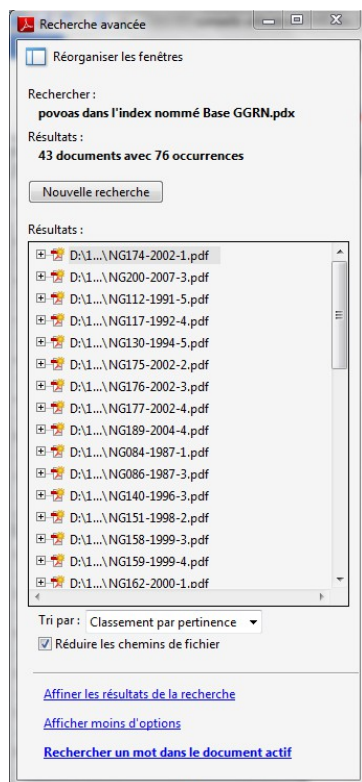 Recherche avancée
Réorganiser les fenêtres
Rechercher :
povoas dans l'index nommé Base GGRN.pdx
Résultats :
43 documents avec 76 occurrences
Nouvelle recherche
Résultats :
D:\1...\NG174-2002-1.pdf
D:\1...\NG200-2007-3.pdf
D:\1...\NG112-1991-5.pdf
D:\1...\NG117-1992-4.pdf
D:\1...\NG130-1994-5.pdf
D:\1...\NG175-2002-2.pdf
D:\1...\NG176-2002-3.pdf
D:\1...\NG177-2002-4.pdf
D:\1...\NG189-2004-4.pdf
D:\1...\NG084-1987-1.pdf
D:\1...\NG086-1987-3.pdf
D:\1...\NG140-1996-3.pdf
D:\1...\NG151-1998-2.pdf
D:\1...\NG158-1999-3.pdf
D:\1...\NG159-1999-4.pdf
D:\1...\NG162-2000-1.pdf
Tri par : Classement par pertinence
Réduire les chemins de fichier
Affiner les résultats de la recherche
Afficher moins d'options
Rechercher un mot dans le document actif